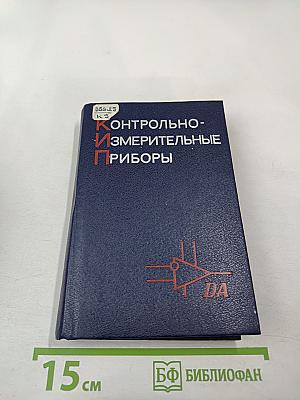 КОНТРОЛЬНО-
ИЗМЕРИТЕЛЬНЫЕ
ПРИБОРЫ
DA
15 см
БФ БИБЛИОФАН